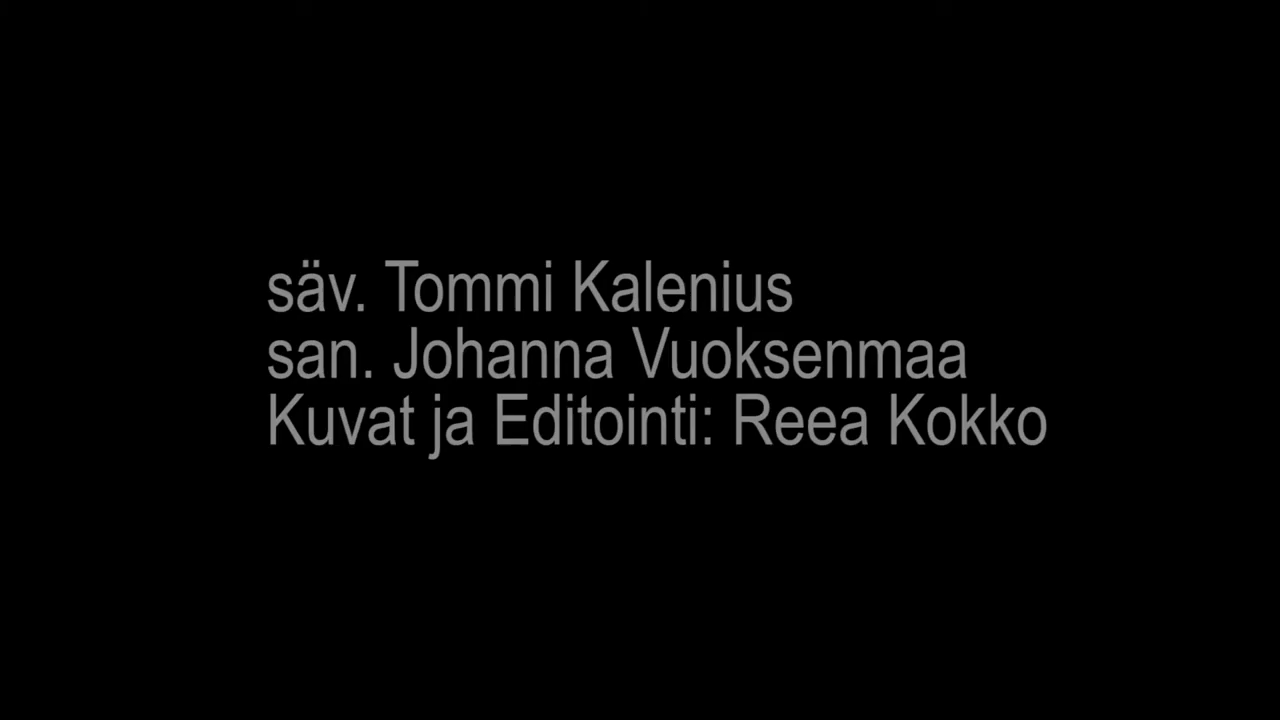 säv. Tommi Kalenius
san. Johanna Vuoksenmaa
Kuvat ja Editointi: Reea Kokko